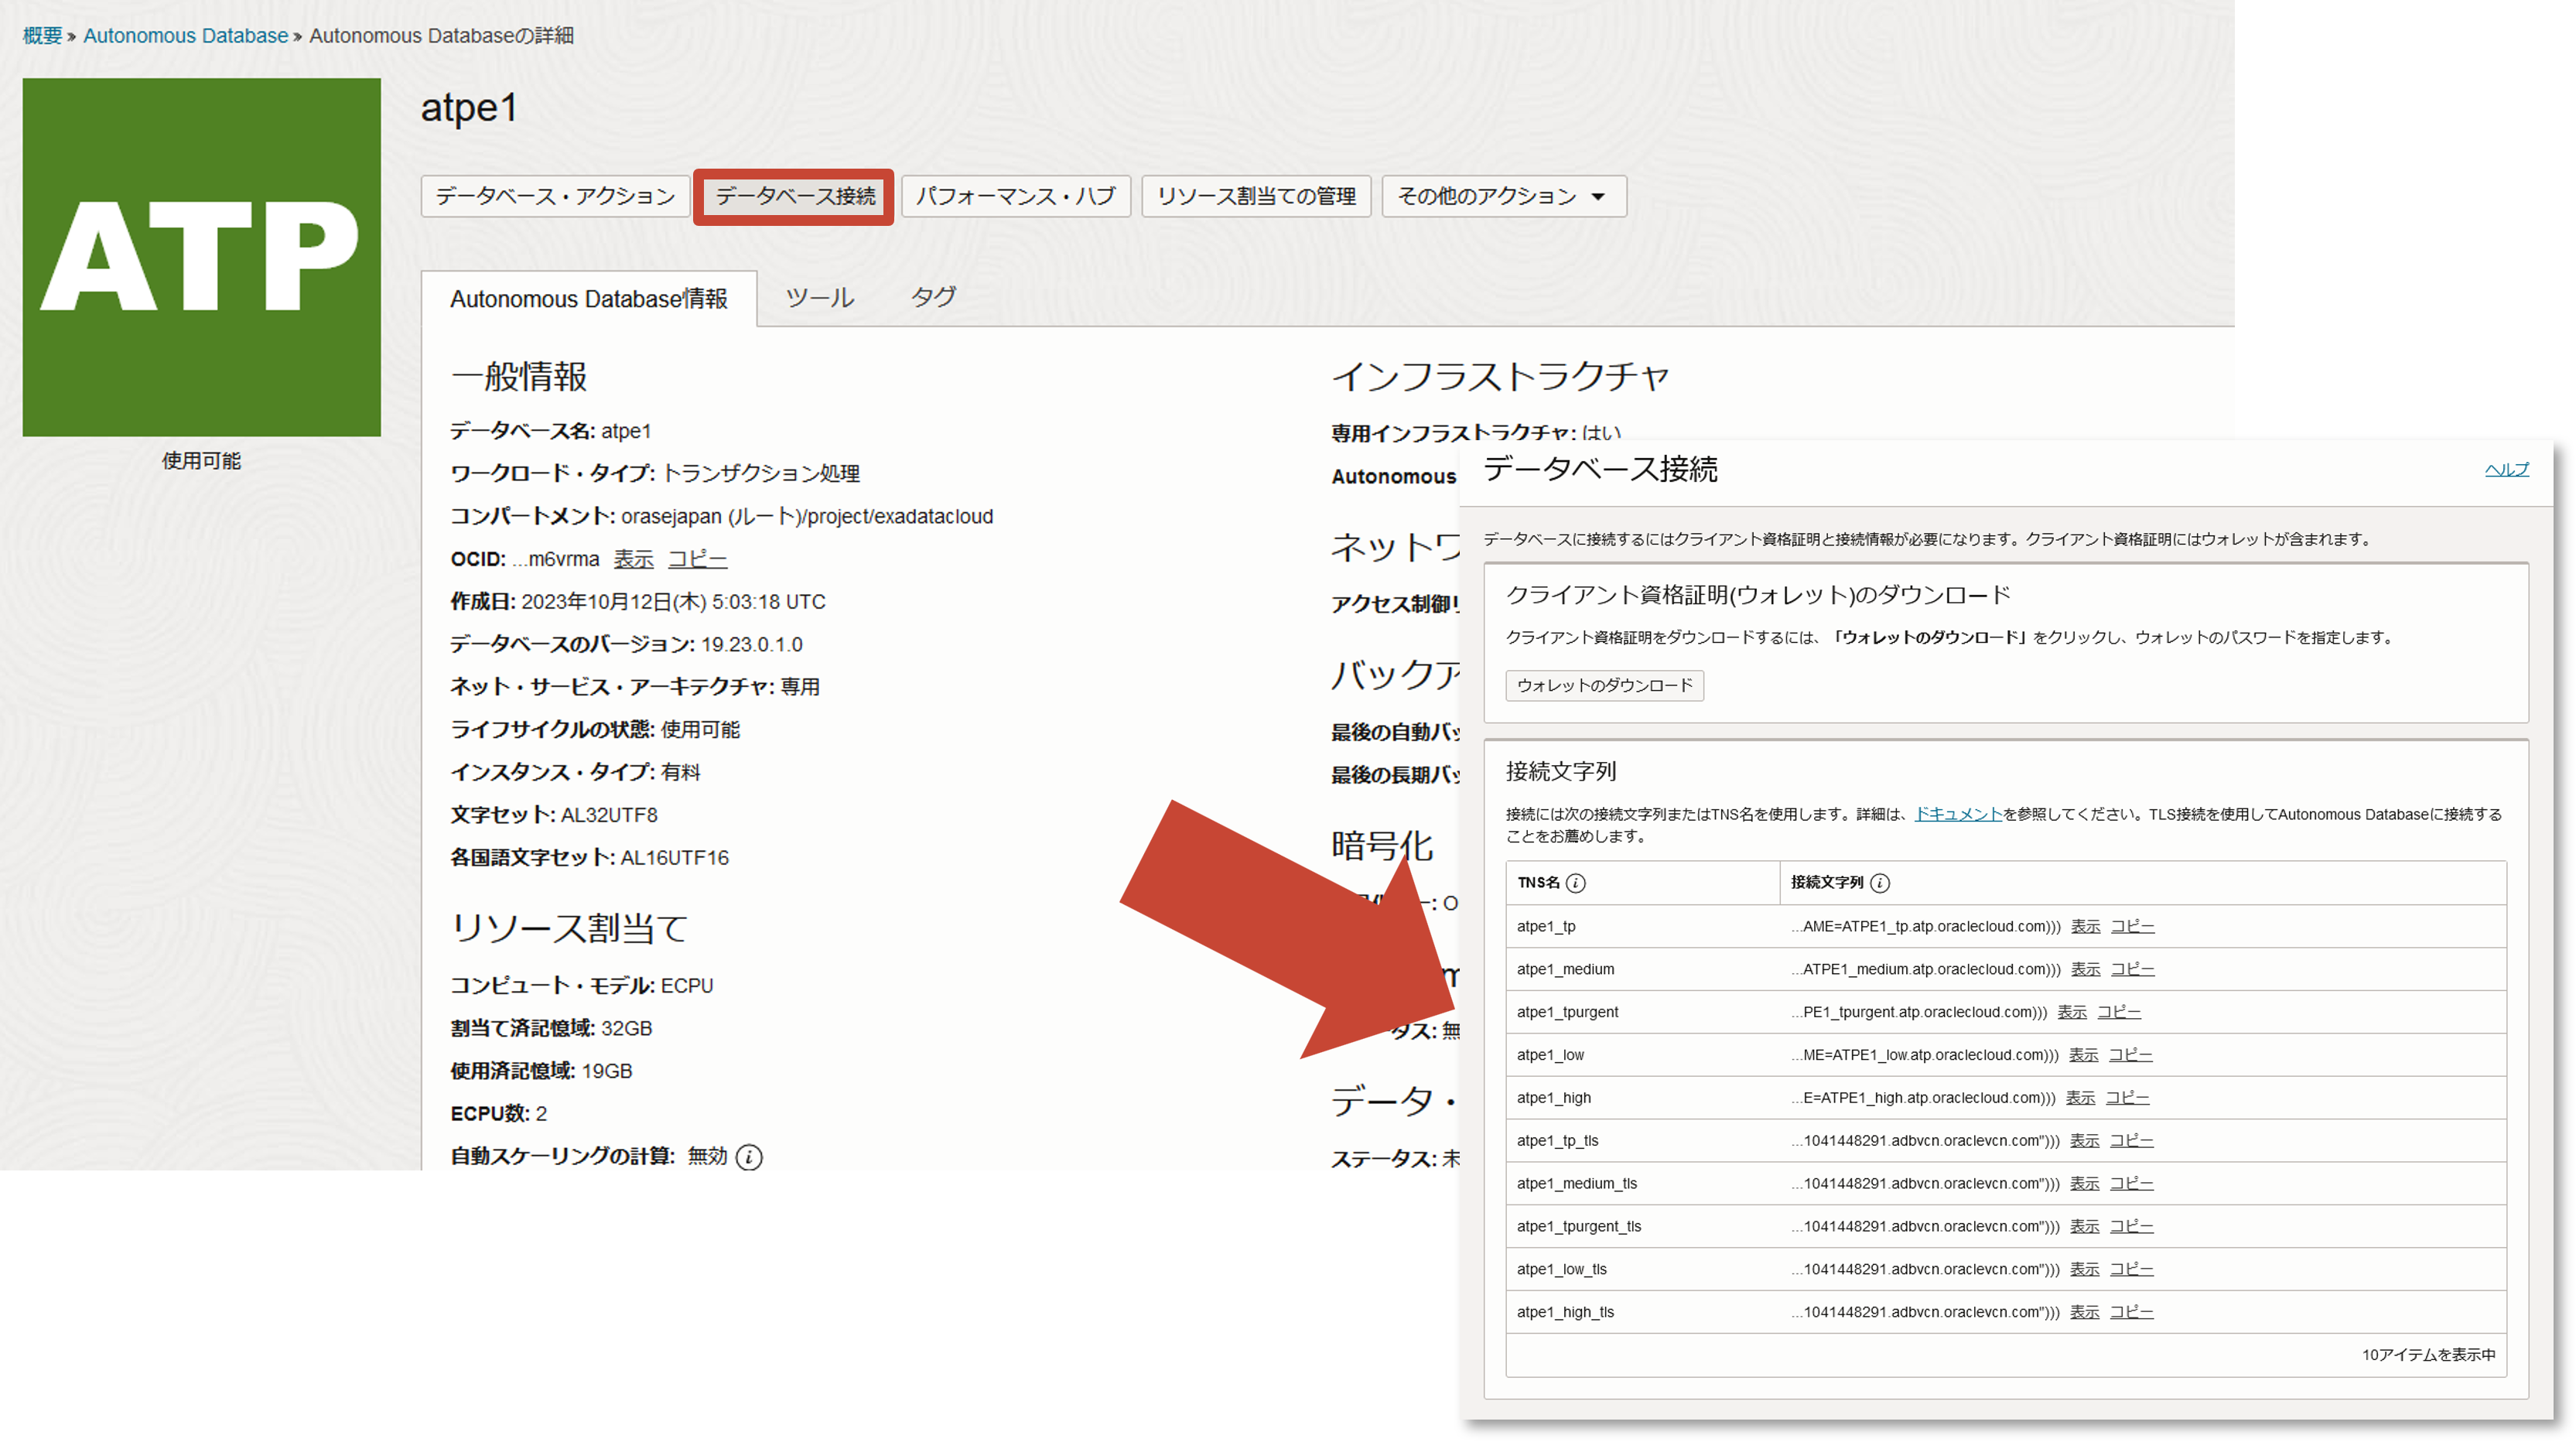 概要 » Autonomous Database » Autonomous Databaseの詳細
ATP
使用可能
atpe1
データベース・アクション データベース接続 パフォーマンス・ハブ リソース割当ての管理 その他のアクション
Autonomous Database情報 ツール タグ
一般情報
データベース名: atpe1
ワークロード・タイプ: トランザクション処理
コンパートメント: orasejapan (ルート)/project/exadatacloud
OCID: ...m6vrma 表示 コピー
作成日: 2023年10月12日(木) 5:03:18 UTC
データベースのバージョン: 19.23.0.1.0
ネット・サービス・アーキテクチャ: 専用
ライフサイクルの状態: 使用可能
インスタンス・タイプ: 有料
文字セット: AL32UTF8
各国語文字セット: AL16UTF16
リソース割当て
コンピュート・モデル: ECPU
割当て済記憶域: 32GB
使用済記憶域: 19GB
ECPU数: 2
自動スケーリングの計算: 無効
インフラストラクチャ
専用インフラストラクチャ: はい
Autonomous
ネットワ
アクセス制御リ
バックア
最後の自動バッ
最後の長期バッ
暗号化
タス: 無
データ・
ステータス: 未
データベース接続
ヘルプ
データベースに接続するにはクライアント資格証明と接続情報が必要になります。クライアント資格証明にはウォレットが含まれます。
クライアント資格証明(ウォレット)のダウンロード
クライアント資格証明をダウンロードするには、「ウォレットのダウンロード」をクリックし、ウォレットのパスワードを指定します。
ウォレットのダウンロード
接続文字列
接続には次の接続文字列またはTNS名を使用します。詳細は、ドキュメントを参照してください。TLS接続を使用してAutonomous Databaseに接続する
ことをお薦めします。
TNS名 接続文字列
atpe1_tp ...AME=ATPE1_tp.atp.oraclecloud.com))) 表示 コピー
atpe1_medium ...ATPE1_medium.atp.oraclecloud.com))) 表示 コピー
atpe1_tpurgent ...PE1_tpurgent.atp.oraclecloud.com))) 表示 コピー
atpe1_low ...ME=ATPE1_low.atp.oraclecloud.com))) 表示 コピー
atpe1_high ...E=ATPE1_high.atp.oraclecloud.com))) 表示 コピー
atpe1_tp_tls ...1041448291.adbvcn.oraclevcn.com"))) 表示 コピー
atpe1_medium_tls ...1041448291.adbvcn.oraclevcn.com"))) 表示 コピー
atpe1_tpurgent_tls ...1041448291.adbvcn.oraclevcn.com"))) 表示 コピー
atpe1_low_tls ...1041448291.adbvcn.oraclevcn.com"))) 表示 コピー
atpe1_high_tls ...1041448291.adbvcn.oraclevcn.com"))) 表示 コピー
10アイテムを表示中